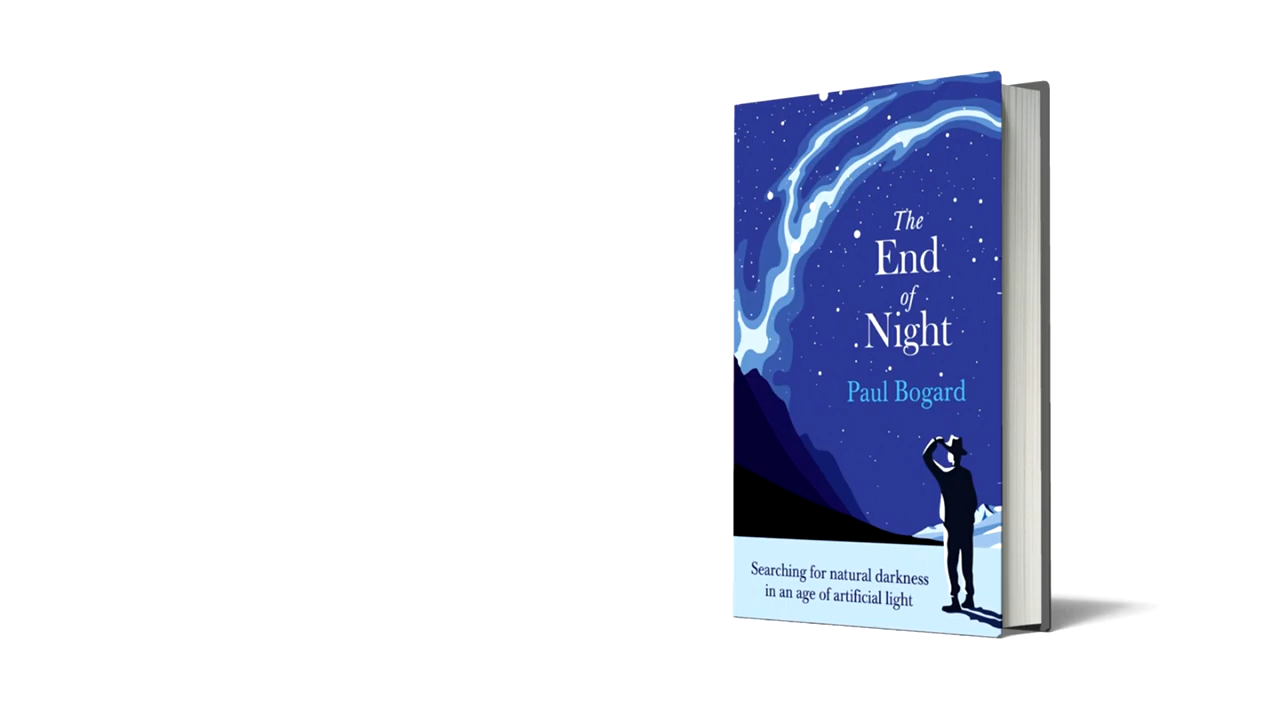 The
End
of
Night
Paul Bogard
Searching for natural darkness
in an age of artificial light